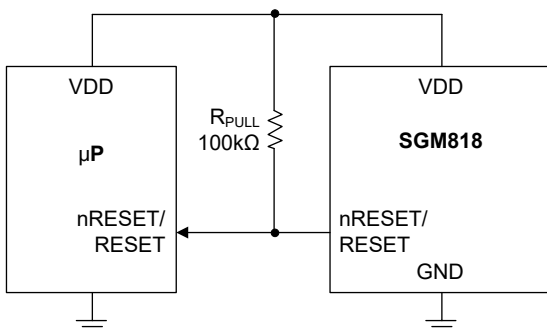 VDD
µP
nRESET/
RESET
RPULL
100kΩ
VDD
SGM818
nRESET/
RESET
GND